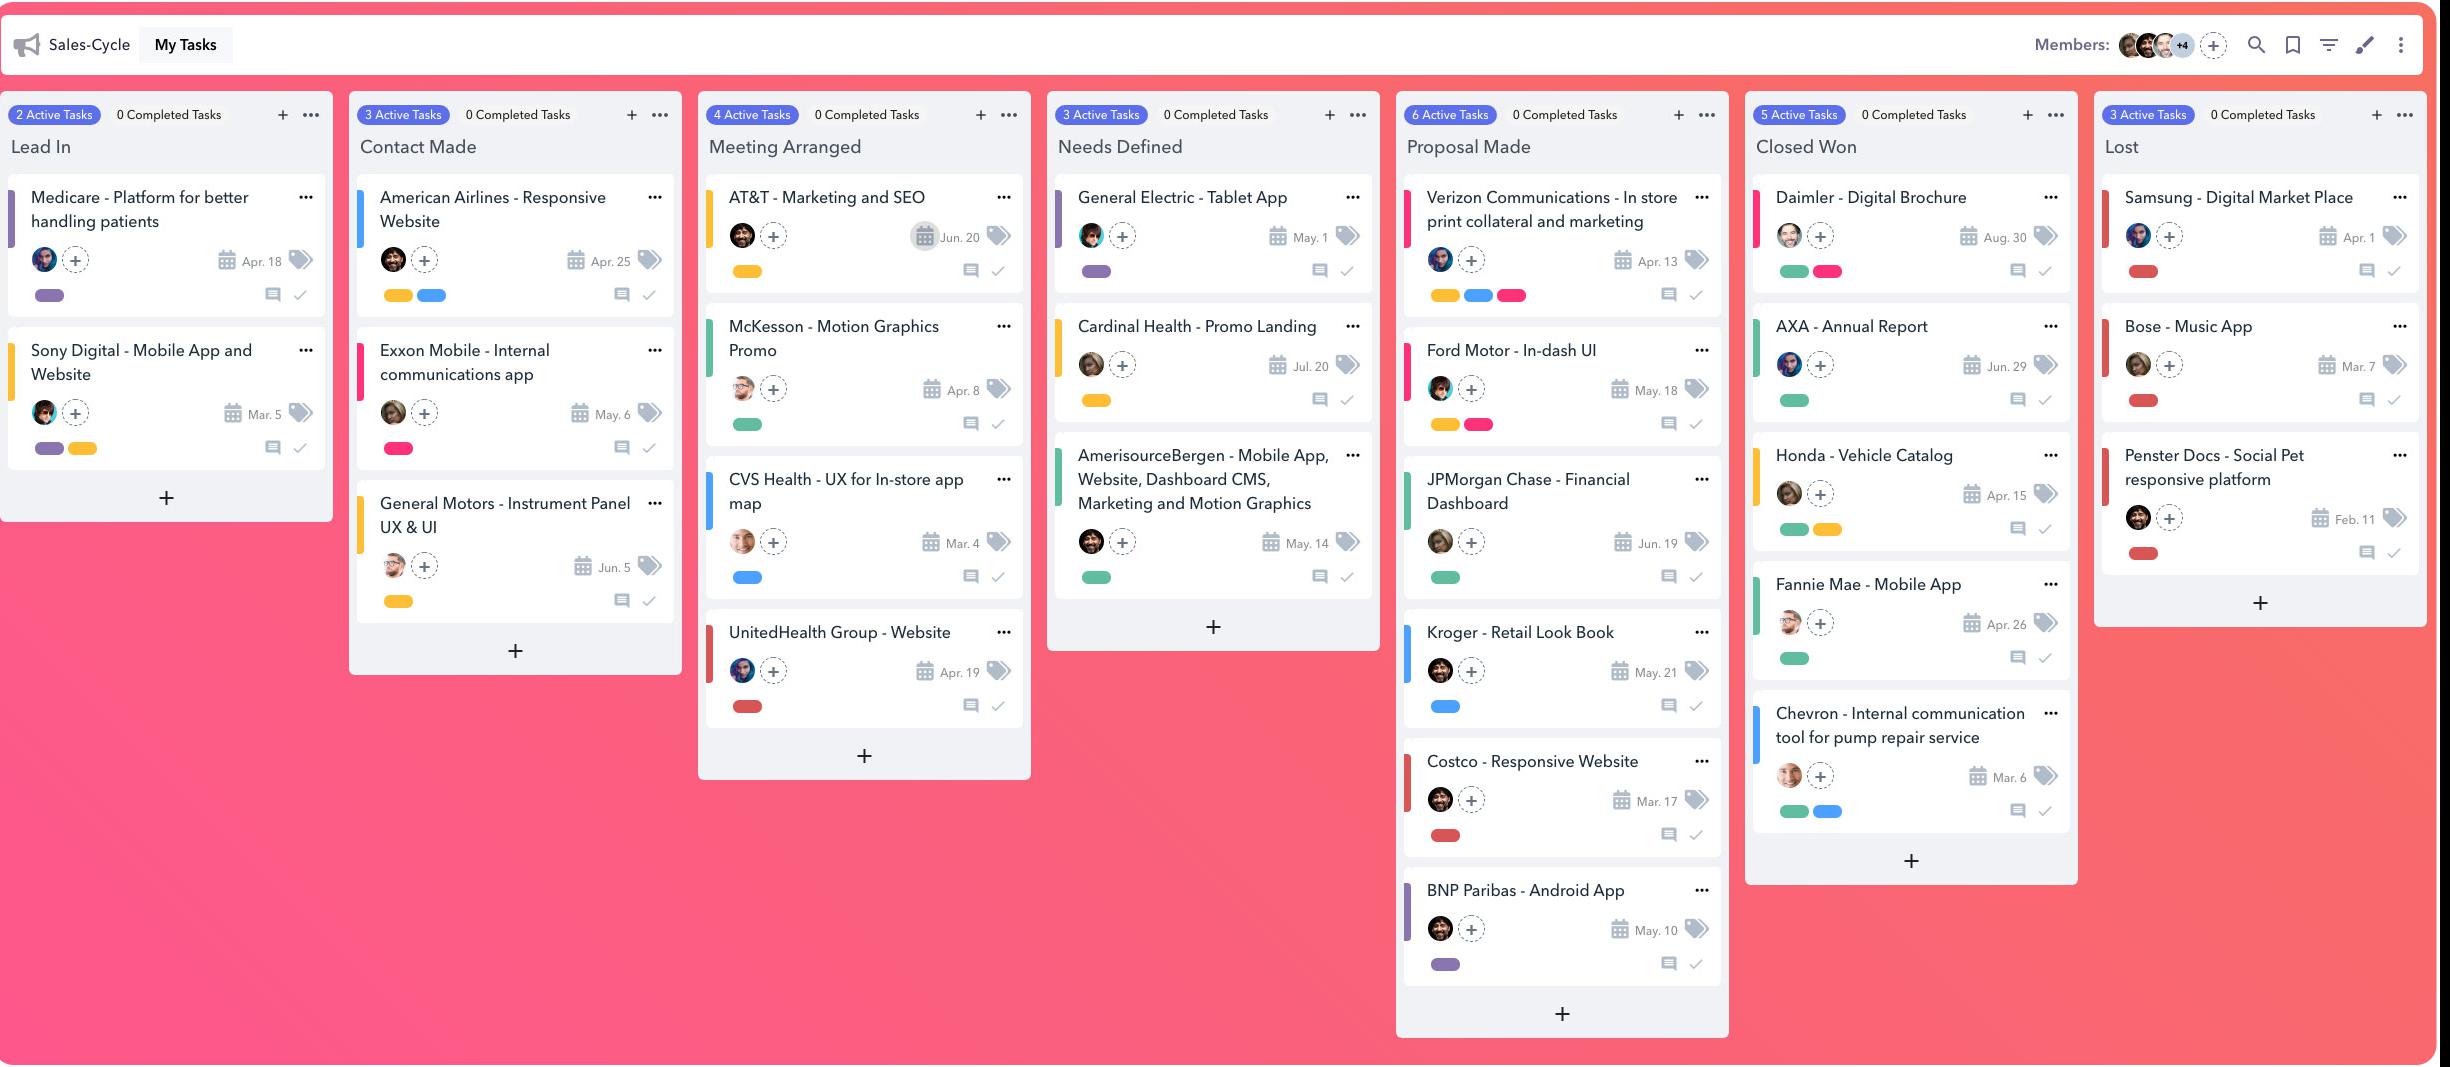 Sales-Cycle My Tasks Members: +4
2 Active Tasks 0 Completed Tasks
Lead In
Medicare - Platform for better
handling patients
Apr. 18
Sony Digital - Mobile App and
Website
Mar. 5
3 Active Tasks 0 Completed Tasks
Contact Made
American Airlines - Responsive
Website
Apr. 25
Exxon Mobile - Internal
communications app
May. 6
General Motors - Instrument Panel
UX & UI
Jun. 5
4 Active Tasks 0 Completed Tasks
Meeting Arranged
AT&T - Marketing and SEO
Jun. 20
McKesson - Motion Graphics
Promo
Apr. 8
CVS Health - UX for In-store app
map
Mar. 4
UnitedHealth Group - Website
Apr. 19
3 Active Tasks 0 Completed Tasks
Needs Defined
General Electric - Tablet App
May. 1
Cardinal Health - Promo Landing
Jul. 20
AmerisourceBergen - Mobile App,
Website, Dashboard CMS,
Marketing and Motion Graphics
May. 14
6 Active Tasks 0 Completed Tasks
Proposal Made
Verizon Communications - In store
print collateral and marketing
Apr. 13
Ford Motor - In-dash UI
May. 18
JPMorgan Chase - Financial
Dashboard
Jun. 19
Kroger - Retail Look Book
May. 21
Costco - Responsive Website
Mar. 17
BNP Paribas - Android App
May. 10
5 Active Tasks 0 Completed Tasks
Closed Won
Daimler - Digital Brochure
Aug. 30
AXA - Annual Report
Jun. 29
Honda - Vehicle Catalog
Apr. 15
Fannie Mae - Mobile App
Apr. 26
Chevron - Internal communication
tool for pump repair service
Mar. 6
3 Active Tasks 0 Completed Tasks
Lost
Samsung - Digital Market Place
Apr. 1
Bose - Music App
Mar. 7
Penster Docs - Social Pet
responsive platform
Feb. 11